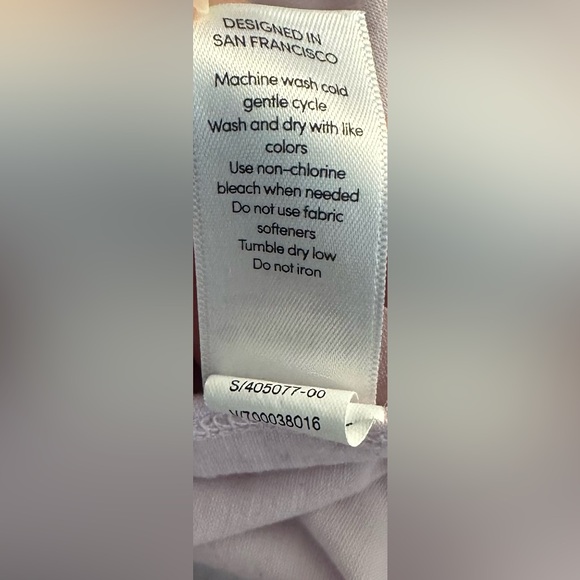 DESIGNED IN
SAN FRANCISCO
Machine wash cold
gentle cycle
Wash and dry with like
colors
Use non-chlorine
bleach when needed
Do not use fabric
softeners
Tumble dry low
Do not iron
S/405077-00
V/700038016